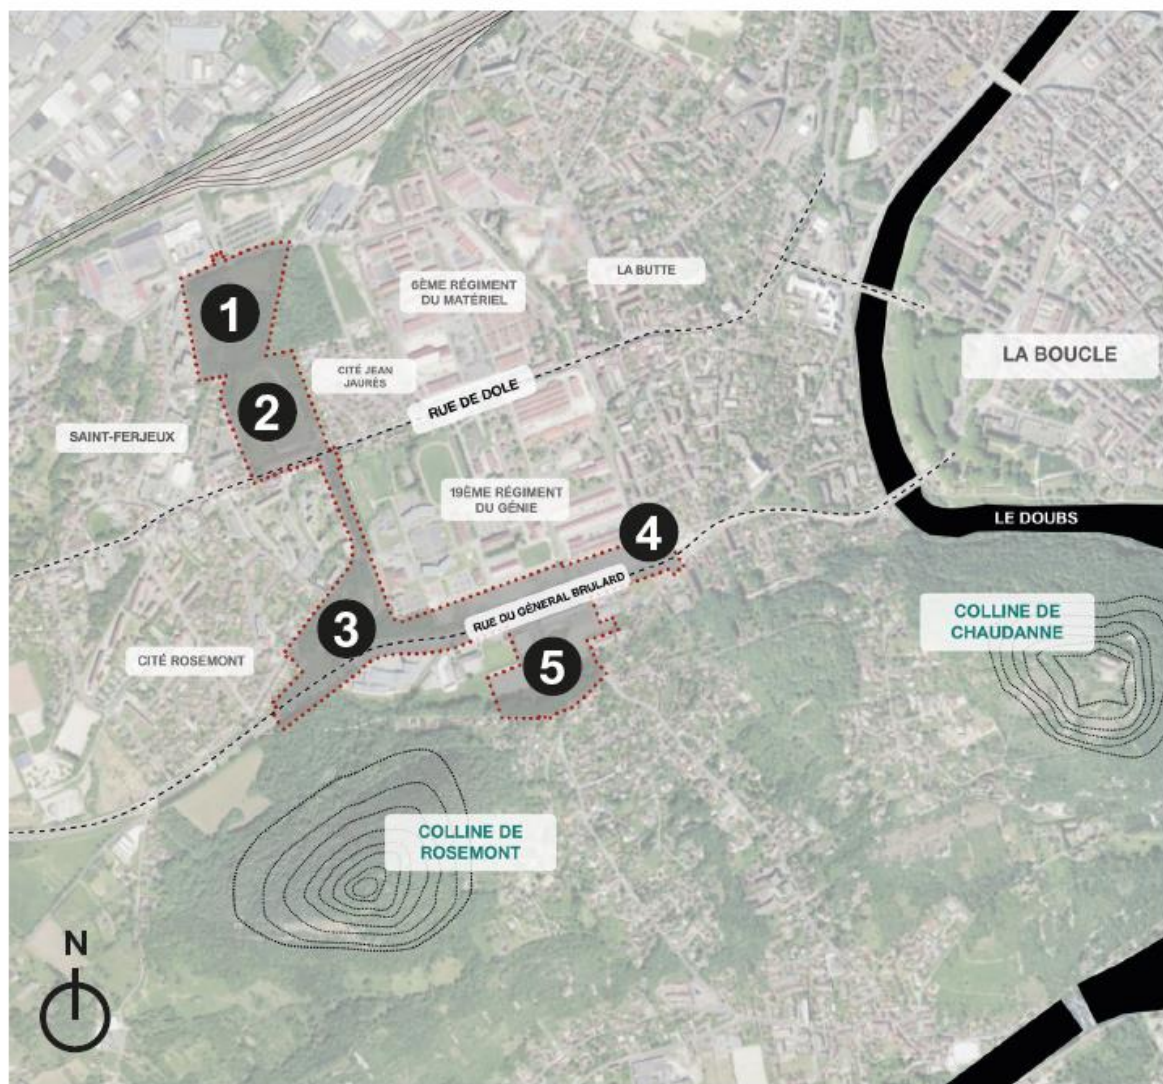 6ÈME RÉGIMENT
DU MATÉRIEL
LA BUTTE
1
LA BOUCLE
CITÉ JEAN
JAURÈS
RUE DE DOLE
2
SAINT-FERJEUX
19ÈME RÉGIMENT
DU GÉNIE
4
LE DOUBS
RUE DU GÉNERAL BRULARD
COLLINE DE
CHAUDANNE
3
CITÉ ROSEMONT
5
COLLINE DE
ROSEMONT
N